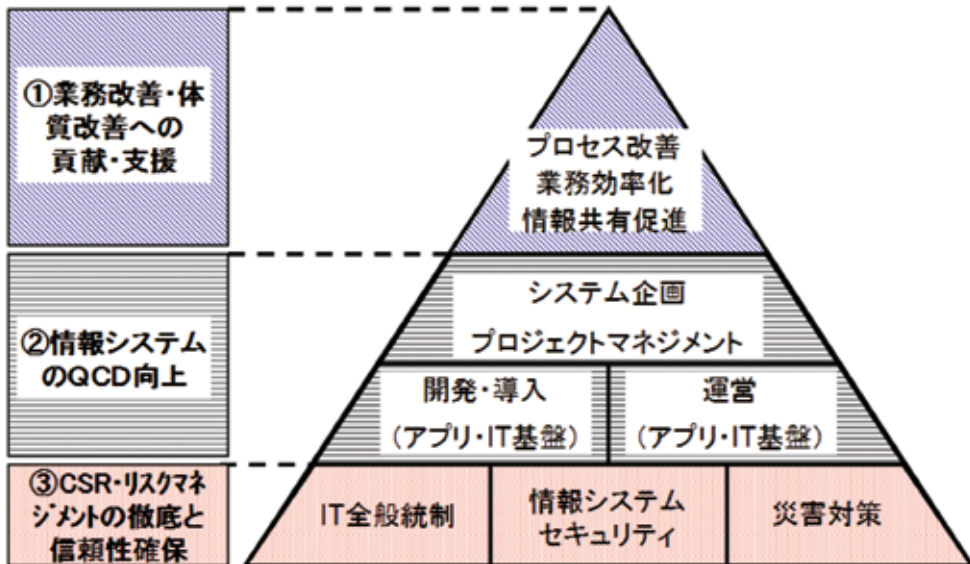 ①業務改善・体
質改善への
貢献・支援
プロセス改善
業務効率化
情報共有促進
②情報システム
のQCD向上
システム企画
プロジェクトマネジメント
開発・導入
(アプリ・IT基盤)
運営
(アプリ・IT基盤)
③CSR・リスクマネ
ジメントの徹底と
信頼性確保
IT全般統制
情報システム
セキュリティ
災害対策